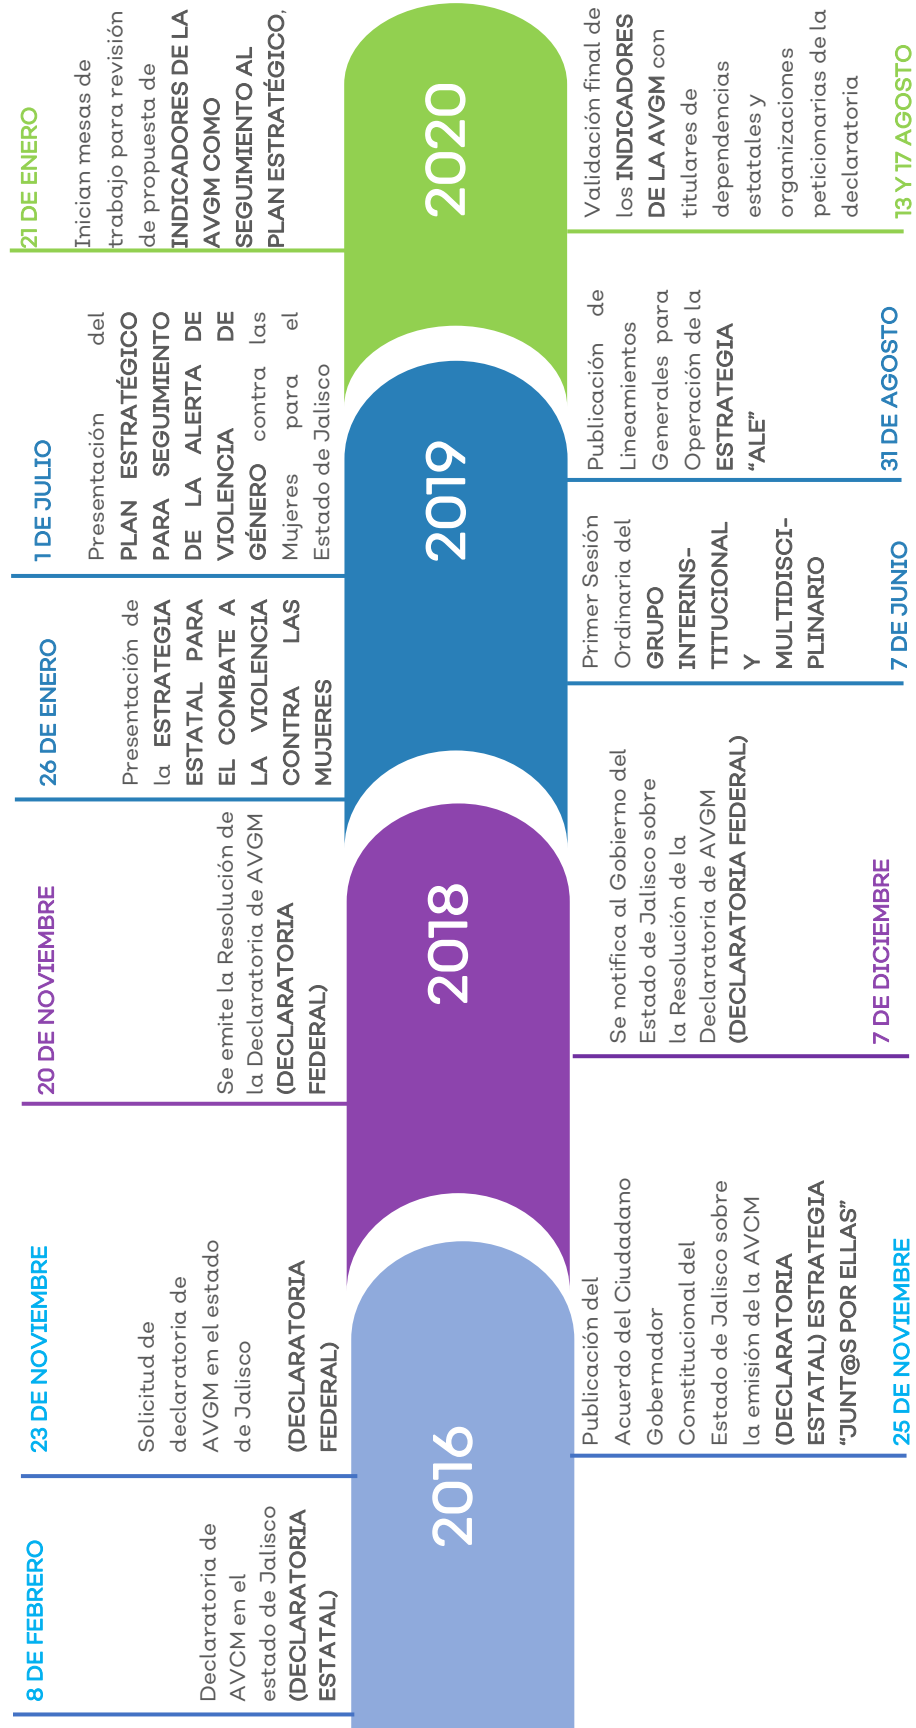 8 DE FEBRERO
Declaratoria de
AVCM en el
estado de Jalisco
(DECLARATORIA
ESTATAL)
23 DE NOVIEMBRE
Solicitud de
declaratoria de
AVGM en el estado
de Jalisco
(DECLARATORIA
FEDERAL)
20 DE NOVIEMBRE
Se emite la Resolución de
la Declaratoria de AVGM
(DECLARATORIA
FEDERAL)
26 DE ENERO
Presentación de
la ESTRATEGIA
ESTATAL PARA
EL COMBATE A
LA VIOLENCIA
CONTRA LAS
MUJERES
1 DE JULIO
Presentación del
PLAN ESTRATÉGICO
PARA SEGUIMIENTO
DE LA ALERTA DE
VIOLENCIA DE
GÉNERO contra las
Mujeres para el
Estado de Jalisco
21 DE ENERO
Inician mesas de
trabajo para revisión
de propuesta de
INDICADORES DE LA
AVGM COMO
SEGUIMIENTO AL
PLAN ESTRATÉGICO,
2016
2018
2019
2020
Publicación del
Acuerdo del Ciudadano
Gobernador
Constitucional del
Estado de Jalisco sobre
la emisión de la AVCM
(DECLARATORIA
ESTATAL) ESTRATEGIA
“JUNT@S POR ELLAS”
25 DE NOVIEMBRE
Se notifica al Gobierno del
Estado de Jalisco sobre
la Resolución de la
Declaratoria de AVGM
(DECLARATORIA FEDERAL)
7 DE DICIEMBRE
Primer Sesión
Ordinaria del
GRUPO
INTERINS-
TITUCIONAL
Y
MULTIDISCI-
PLINARIO
7 DE JUNIO
Publicación de
Lineamientos
Generales para
Operación de la
ESTRATEGIA
“ALE”
31 DE AGOSTO
Validación final de
los INDICADORES
DE LA AVGM con
titulares de
dependencias
estatales y
organizaciones
peticionarias de la
declaratoria
13 Y 17 AGOSTO